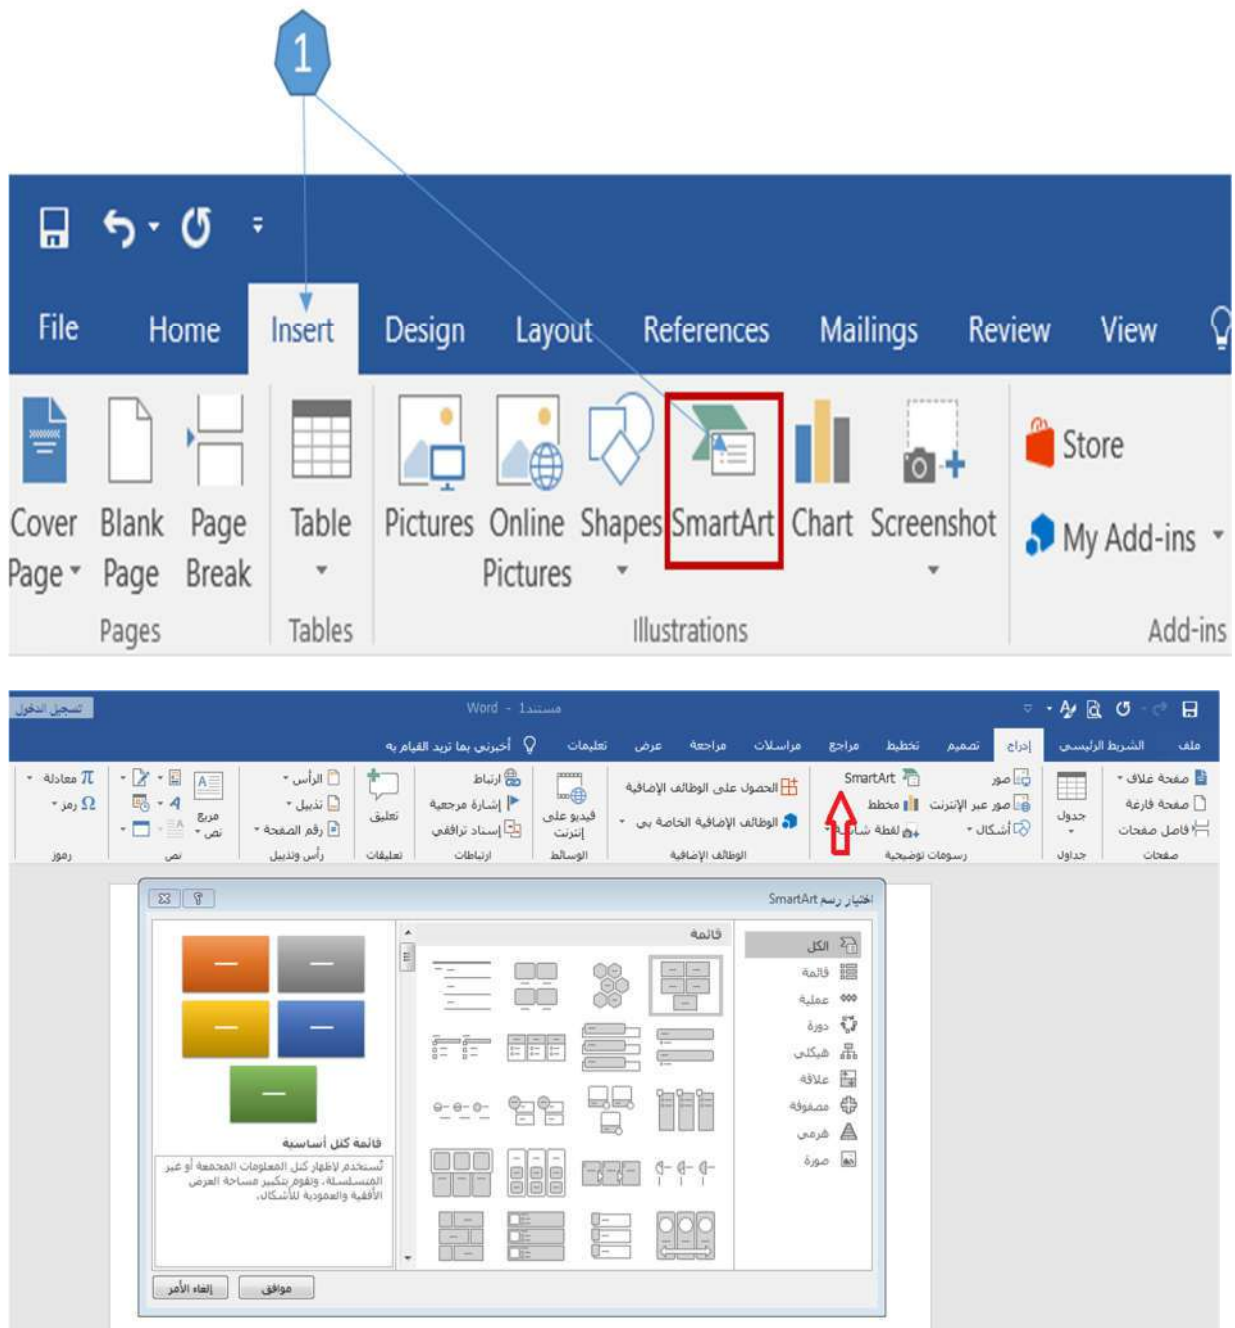 1
File Home Insert Design Layout References Mailings Review View
Cover Page
Blank Page
Page Break
Table
Pictures
Online Pictures
Shapes
SmartArt
Chart
Screenshot
Store
My Add-ins
Pages
Tables
Illustrations
Add-ins
مستند1 - Word
تسجيل الدخول
ملف الشريط الرئيسي إدراج تصميم تخطيط مراجع مراسلات مراجعة عرض تعليمات أخبرني بما تريد القيام به
صفحة غلاف
صفحة فارغة
فاصل صفحات
صفحات
جدول
جداول
صور
صور عبر الإنترنت
أشكال
SmartArt
مخطط
لقطة شاشة
رسومات توضيحية
الحصول على الوظائف الإضافية
الوظائف الإضافية الخاصة بي
الوظائف الإضافية
فيديو على إنترنت
الوسائط
ارتباط
إشارة مرجعية
إسناد ترافقي
ارتباطات
تعليق
تعليقات
الرأس
تذييل
رقم الصفحة
رأس وتذييل
مربع نص
نص
π معادلة
Ω رمز
رموز
اختيار رسم SmartArt
الكل
قائمة
عملية
دورة
هيكلي
علاقة
مصفوفة
هرمي
صورة
قائمة
قائمة كتل أساسية
تُستخدم لإظهار كتل المعلومات المجمعة أو غير
المتسلسلة. وتقوم بتكبير مساحة العرض
الأفقية والعمودية للأشكال.
موافق
إلغاء الأمر